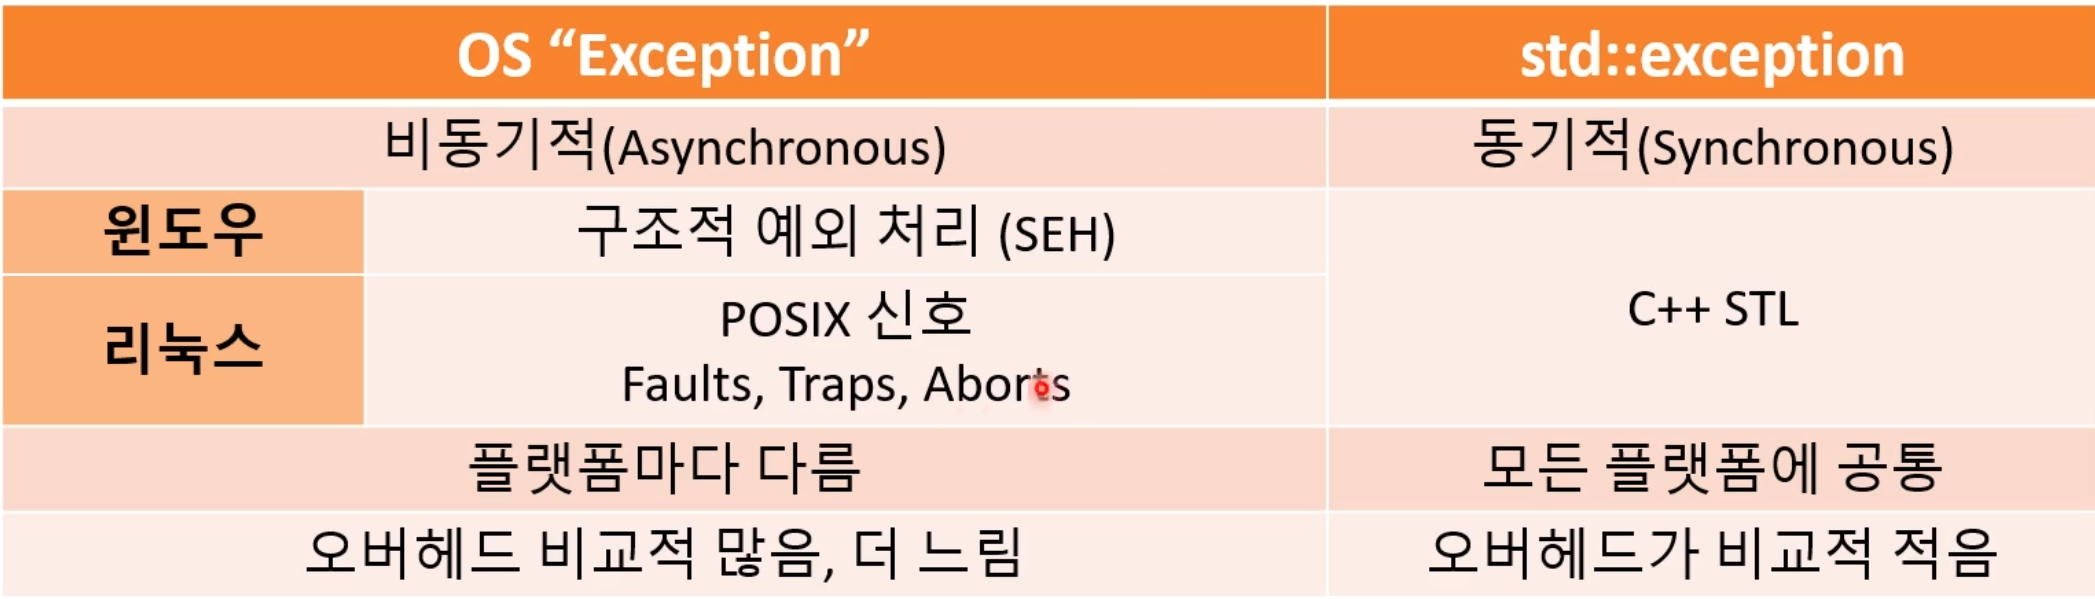 OS “Exception”
std::exception
비동기적(Asynchronous)
동기적(Synchronous)
윈도우
구조적 예외 처리 (SEH)
리눅스
POSIX 신호
Faults, Traps, Aborts
C++ STL
플랫폼마다 다름
모든 플랫폼에 공통
오버헤드 비교적 많음, 더 느림
오버헤드가 비교적 적음